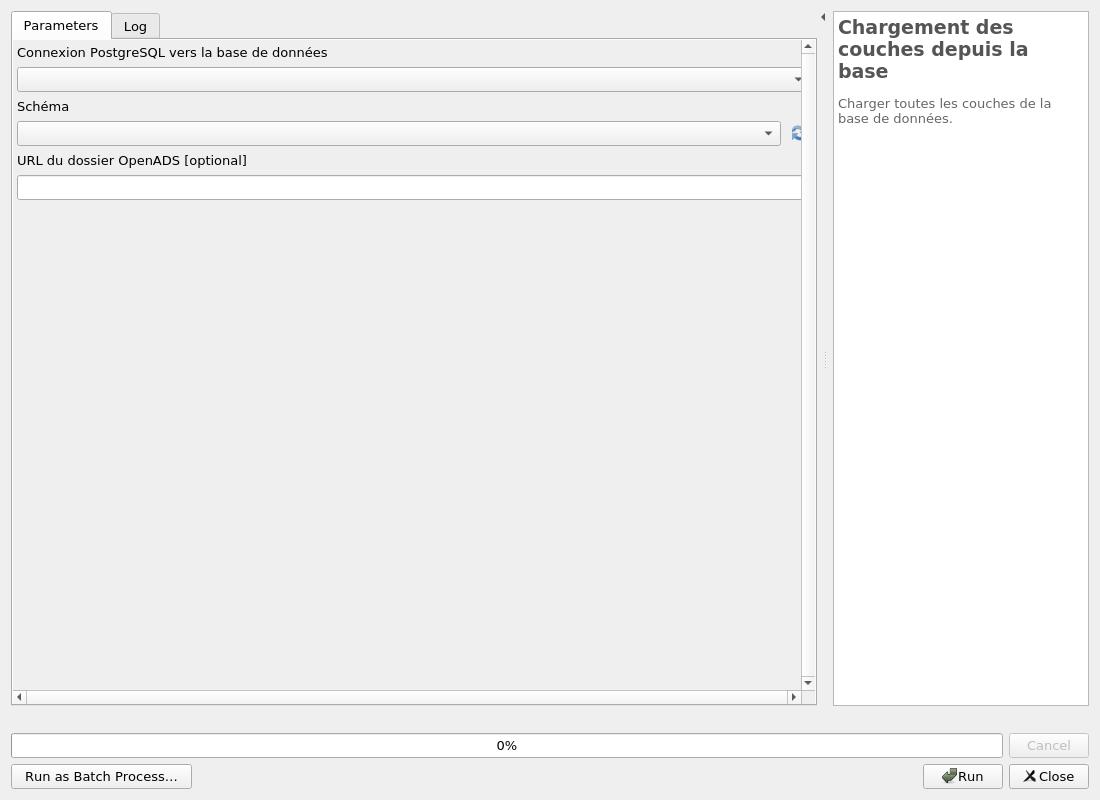 Parameters
Log
Connexion PostgreSQL vers la base de données
Schéma
URL du dossier OpenADS [optional]
Chargement des
couches depuis la
base
Charger toutes les couches de la
base de données.
0%
Cancel
Run as Batch Process…
Run
Close